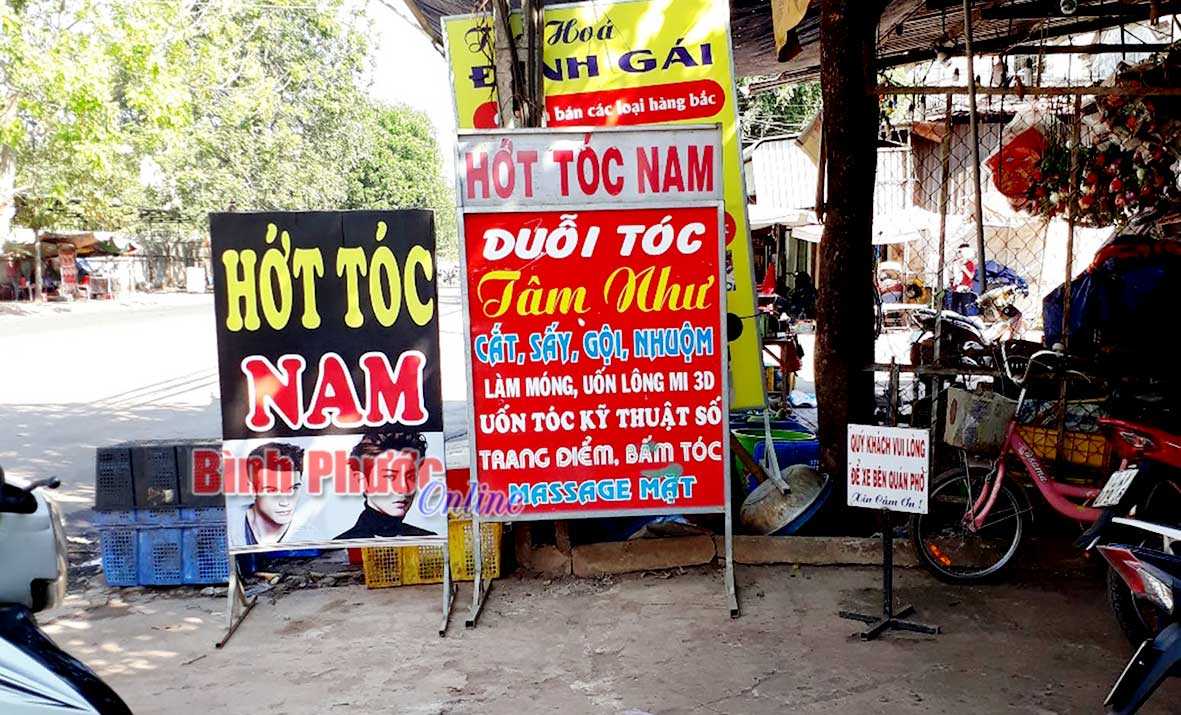 Hoá
ĐỊNH GÁI
bán các loại hàng bạc
HỚT TÓC NAM
DUỖI TÓC
Tâm Như
CẮT, SẤY, GỘI, NHUỘM
LÀM MÓNG, UỐN LÔNG MI 3D
UỐN TÓC KỸ THUẬT SỐ
TRANG ĐIỂM, BẤM TÓC
MASSAGE MẶT
HỚT TÓC
NAM
Bình Phước
Online
QUÝ KHÁCH VUI LÒNG
ĐỂ XE BÊN QUÁN PHỞ
Xin Cảm Ơn !